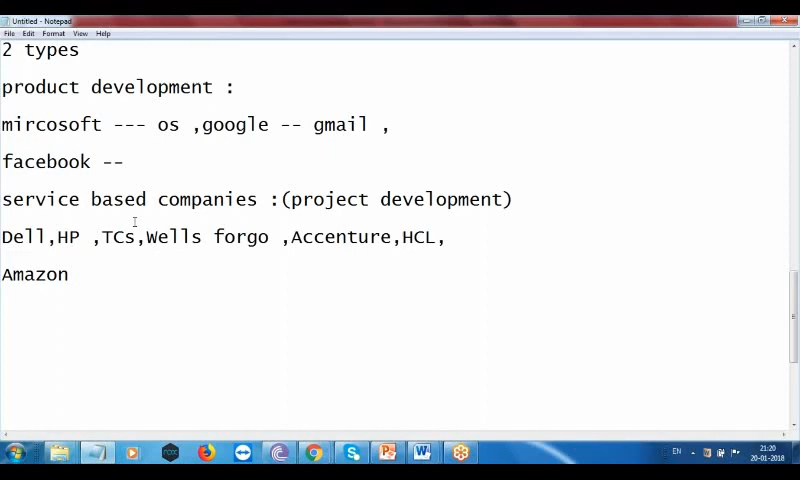 Untitled - Notepad
File Edit Format View Help
2 types
product development :
mircosoft --- os ,google -- gmail ,
facebook --
service based companies :(project development)
Dell,HP ,TCs,Wells forgo ,Accenture,HCL,
Amazon
EN
21:20
20-01-2018